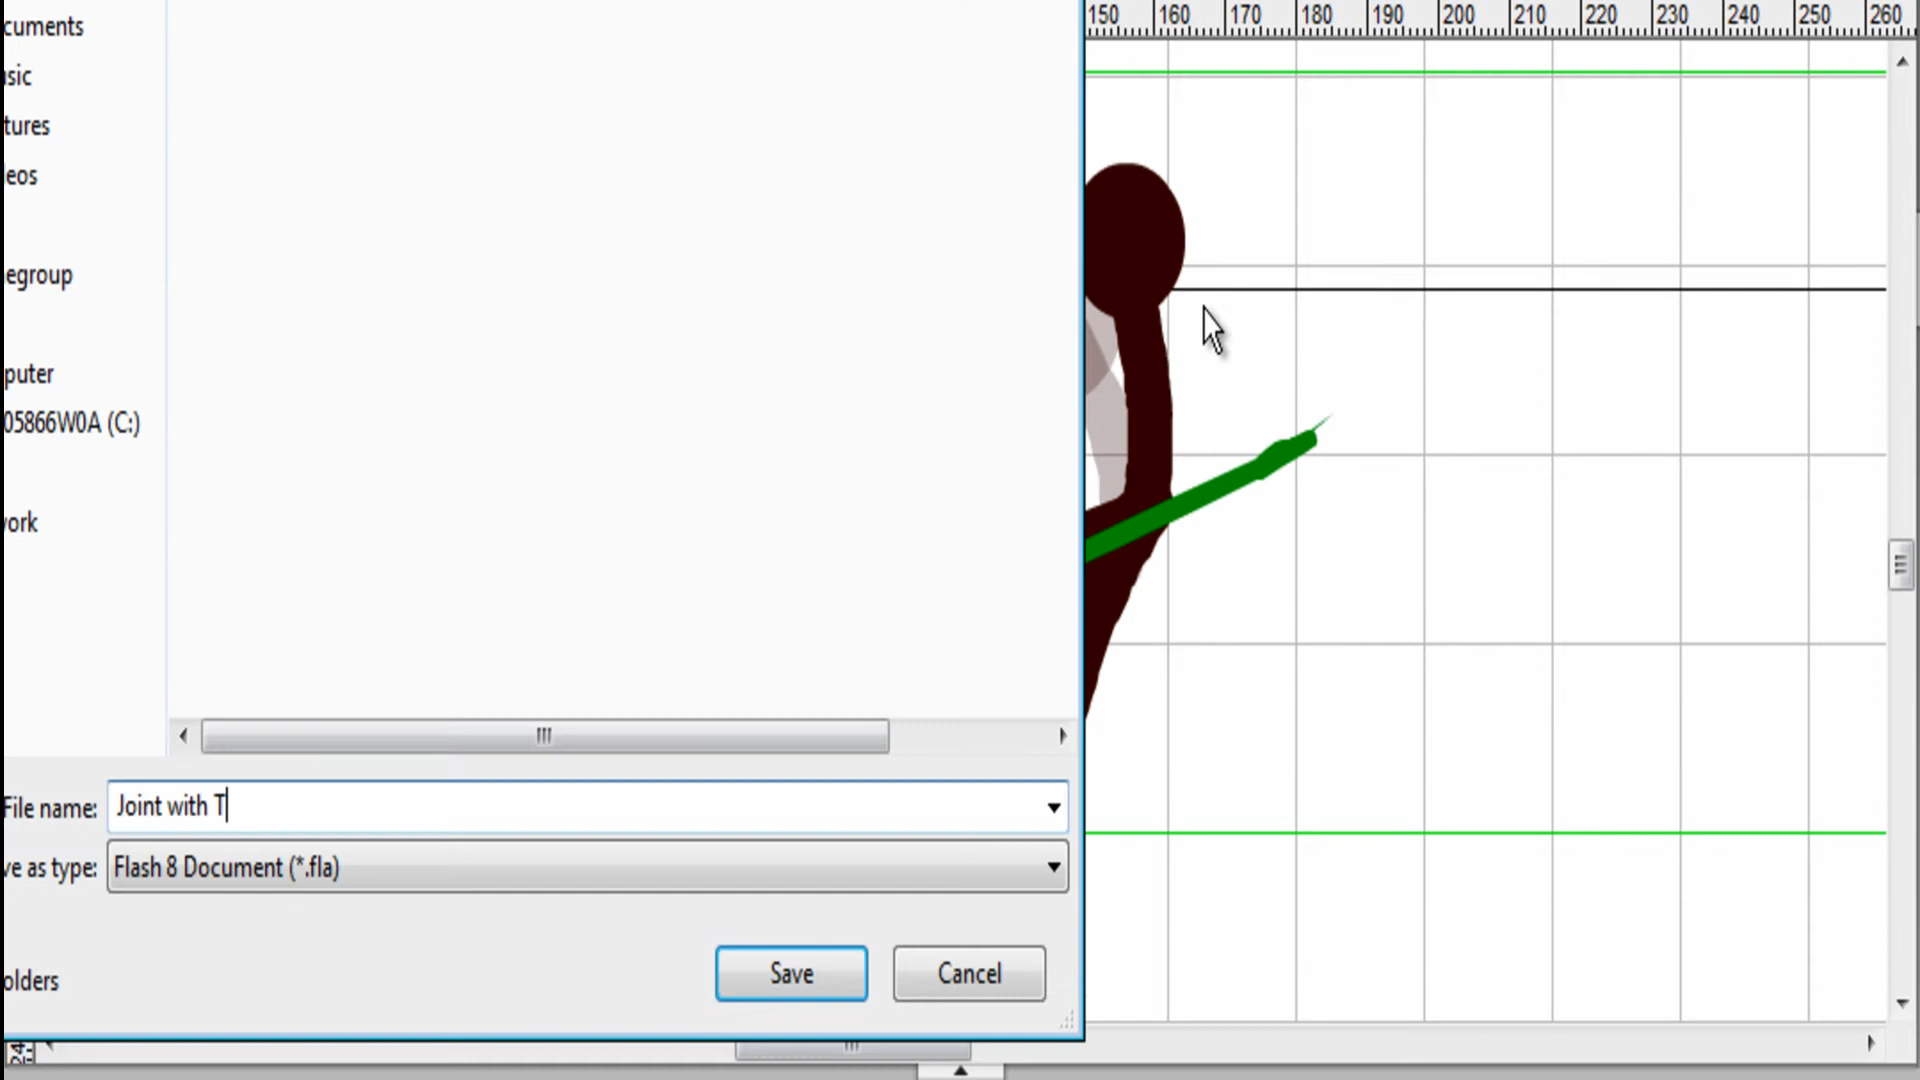 150 160 170 180 190 200 210 220 230 240 250 260
cuments
sic
tures
eos
egroup
puter
05866W0A (C:)
ork
File name: Joint with T
ve as type: Flash 8 Document (*.fla)
Save Cancel
olders
24